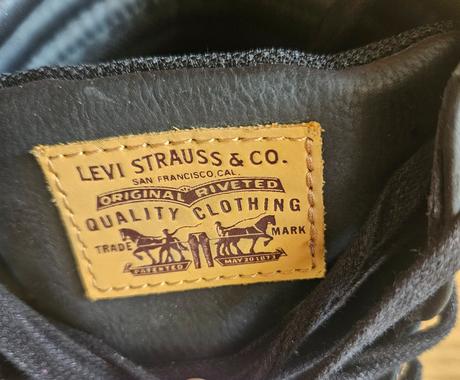 LEVI STRAUSS & CO.
SAN FRANCISCO, CAL.
ORIGINAL RIVETED
QUALITY CLOTHING
TRADE MARK
PATENTED MAY 20 1873